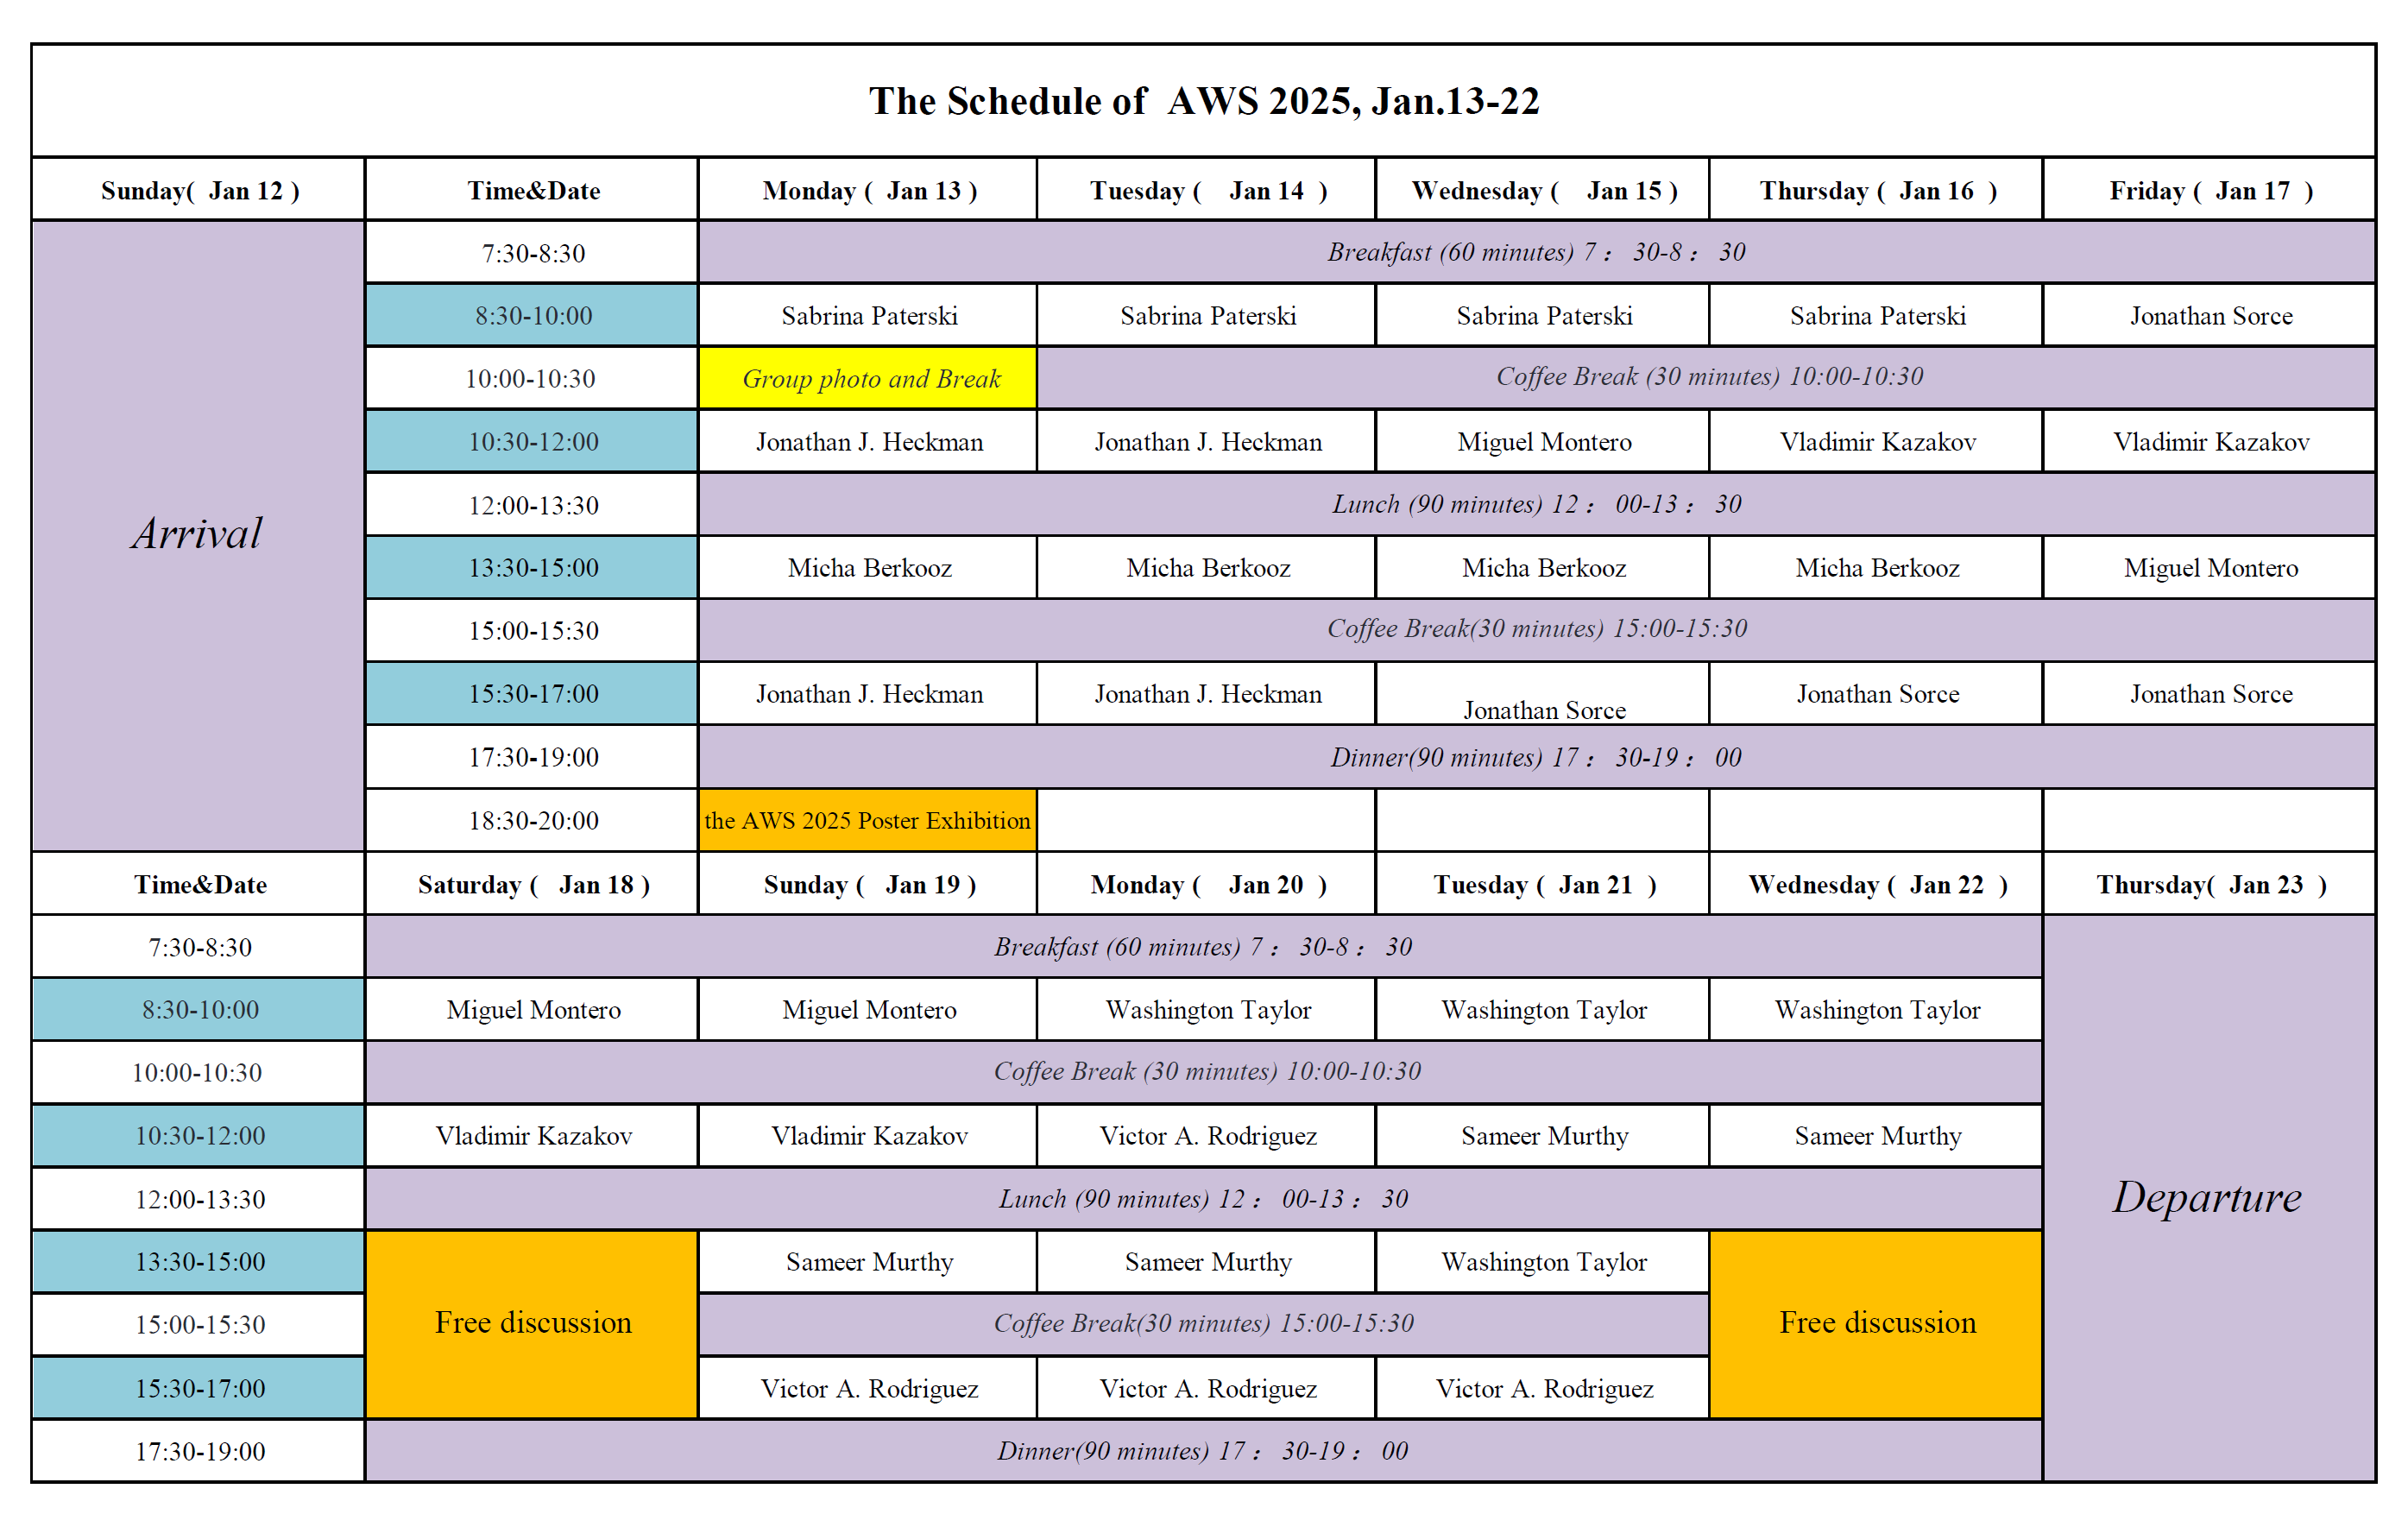 The Schedule of AWS 2025, Jan.13-22
Sunday( Jan 12 ) Time&Date Monday ( Jan 13 ) Tuesday ( Jan 14 ) Wednesday ( Jan 15 ) Thursday ( Jan 16 ) Friday ( Jan 17 )
Arrival
7:30-8:30 Breakfast (60 minutes) 7： 30-8： 30
8:30-10:00 Sabrina Paterski Sabrina Paterski Sabrina Paterski Sabrina Paterski Jonathan Sorce
10:00-10:30 Group photo and Break Coffee Break (30 minutes) 10:00-10:30
10:30-12:00 Jonathan J. Heckman Jonathan J. Heckman Miguel Montero Vladimir Kazakov Vladimir Kazakov
12:00-13:30 Lunch (90 minutes) 12： 00-13： 30
13:30-15:00 Micha Berkooz Micha Berkooz Micha Berkooz Micha Berkooz Miguel Montero
15:00-15:30 Coffee Break(30 minutes) 15:00-15:30
15:30-17:00 Jonathan J. Heckman Jonathan J. Heckman Jonathan Sorce Jonathan Sorce Jonathan Sorce
17:30-19:00 Dinner(90 minutes) 17： 30-19： 00
18:30-20:00 the AWS 2025 Poster Exhibition
Time&Date Saturday ( Jan 18 ) Sunday ( Jan 19 ) Monday ( Jan 20 ) Tuesday ( Jan 21 ) Wednesday ( Jan 22 ) Thursday( Jan 23 )
7:30-8:30 Breakfast (60 minutes) 7： 30-8： 30
8:30-10:00 Miguel Montero Miguel Montero Washington Taylor Washington Taylor Washington Taylor
10:00-10:30 Coffee Break (30 minutes) 10:00-10:30
10:30-12:00 Vladimir Kazakov Vladimir Kazakov Victor A. Rodriguez Sameer Murthy Sameer Murthy
12:00-13:30 Lunch (90 minutes) 12： 00-13： 30
Departure
13:30-15:00 Sameer Murthy Sameer Murthy Washington Taylor
15:00-15:30 Free discussion Coffee Break(30 minutes) 15:00-15:30 Free discussion
15:30-17:00 Victor A. Rodriguez Victor A. Rodriguez Victor A. Rodriguez
17:30-19:00 Dinner(90 minutes) 17： 30-19： 00